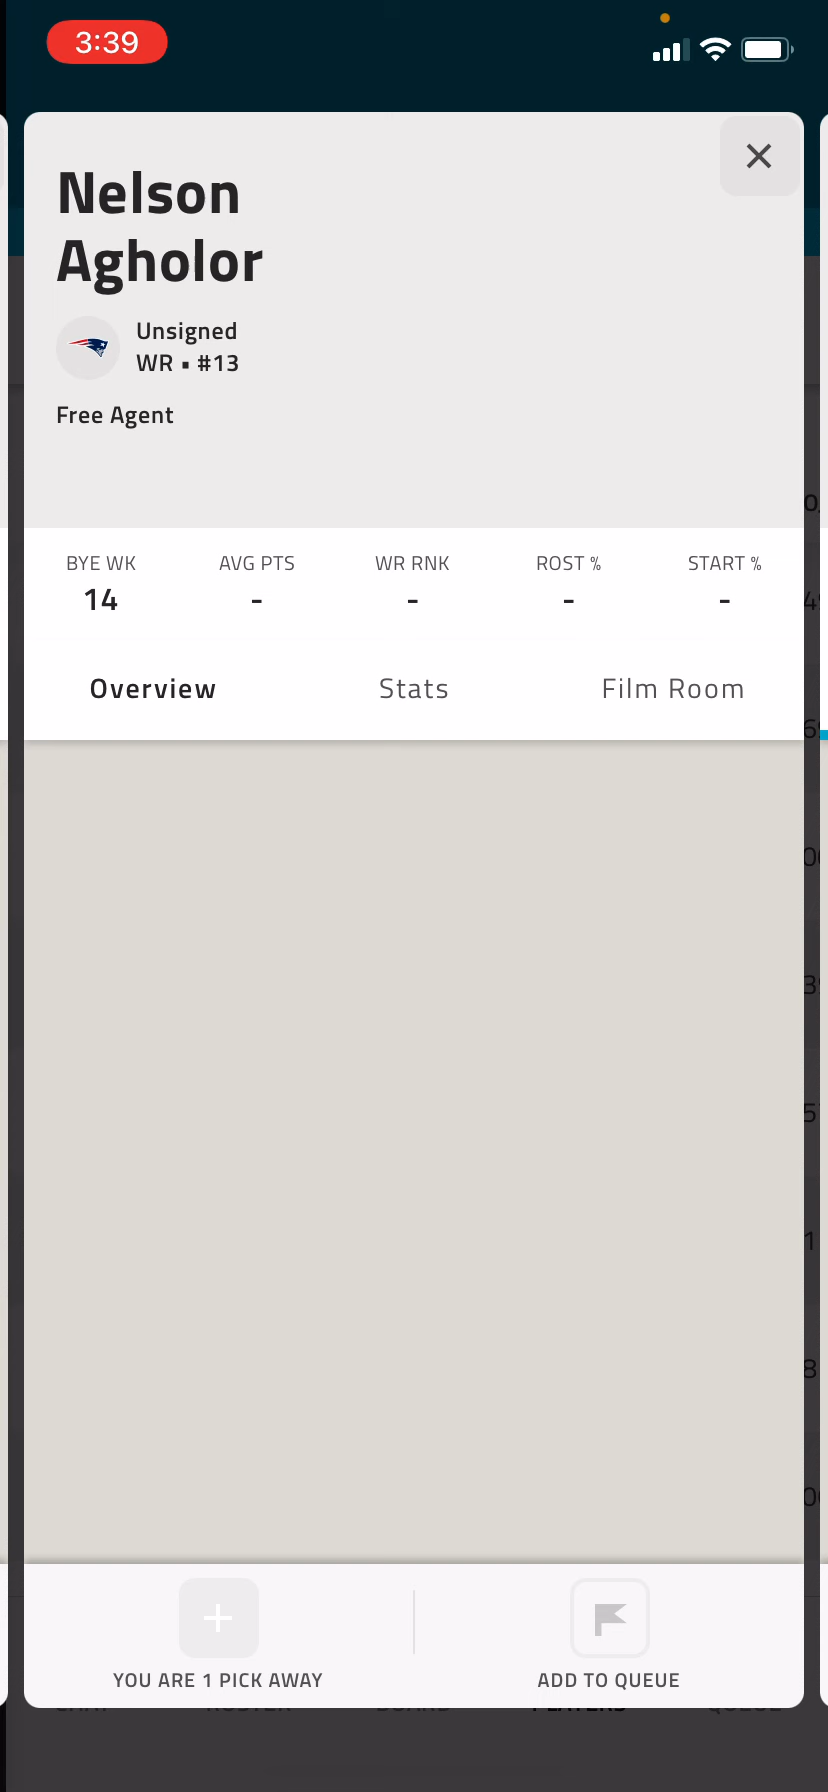 3:39
Nelson
Agholor
Unsigned
WR ▪ #13
Free Agent
BYE WK AVG PTS WR RNK ROST % START %
14 - - - -
Overview Stats Film Room
YOU ARE 1 PICK AWAY ADD TO QUEUE